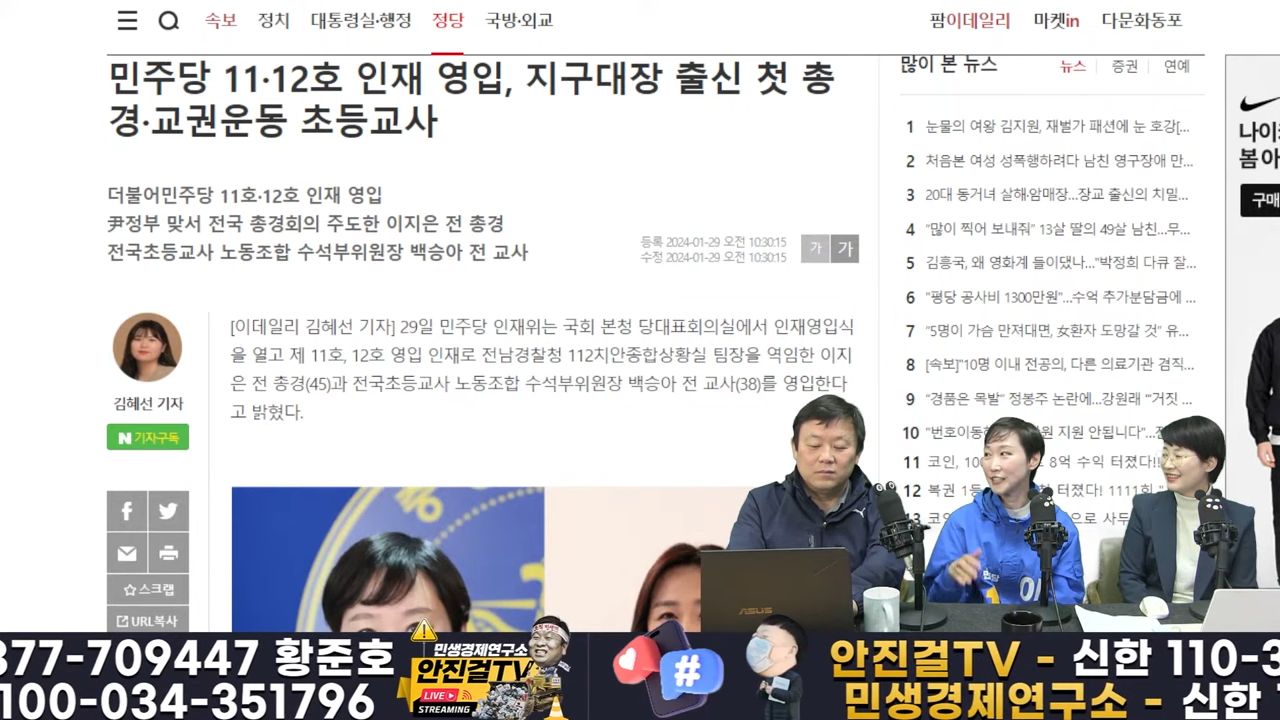 속보 정치 대통령실·행정 정당 국방·외교
팜이데일리 마켓in 다문화동포
민주당 11·12호 인재 영입, 지구대장 출신 첫 총
경·교권운동 초등교사
더불어민주당 11호·12호 인재 영입
尹정부 맞서 전국 총경회의 주도한 이지은 전 총경
전국초등교사 노동조합 수석부위원장 백승아 전 교사
등록 2024-01-29 오전 10:30:15
수정 2024-01-29 오전 10:30:15
가 가
[이데일리 김혜선 기자] 29일 민주당 인재위는 국회 본청 당대표회의실에서 인재영입식
을 열고 제 11호, 12호 영입 인재로 전남경찰청 112치안종합상황실 팀장을 역임한 이지
은 전 총경(45)과 전국초등교사 노동조합 수석부위원장 백승아 전 교사(38)를 영입한다
고 밝혔다.
김혜선 기자
N 기자구독
스크랩
URL복사
많이 본 뉴스 뉴스 증권 연예
1 눈물의 여왕 김지원, 재벌가 패션에 눈 호강[...
2 처음본 여성 성폭행하려다 남친 영구장애 만...
3 20대 동거녀 살해·암매장...장교 출신의 치밀...
4 "많이 찍어 보내줘" 13살 딸의 49살 남친...무...
5 김흥국, 왜 영화계 들이댔나..."박정희 다큐 잘...
6 "평당 공사비 1300만원"...수억 추가분담금에 ...
7 "5명이 가슴 만져대면, 女환자 도망갈 것" 유...
8 [속보]"10명 이내 전공의, 다른 의료기관 겸직...
9 "경품은 목발" 정봉주 논란에...강원래 "거짓 ...
10 "번호이동 원 지원 안됩니다"...
11 코인, 8억 수익 터졌다!!
12 복권 1등 터졌다! 1111회
13
구매
ASUS
877-709447 황준호
100-034-351796
민생경제연구소
안진걸TV
LIVE
STREAMING
#
안진걸TV - 신한 110-3
민생경제연구소 - 신한